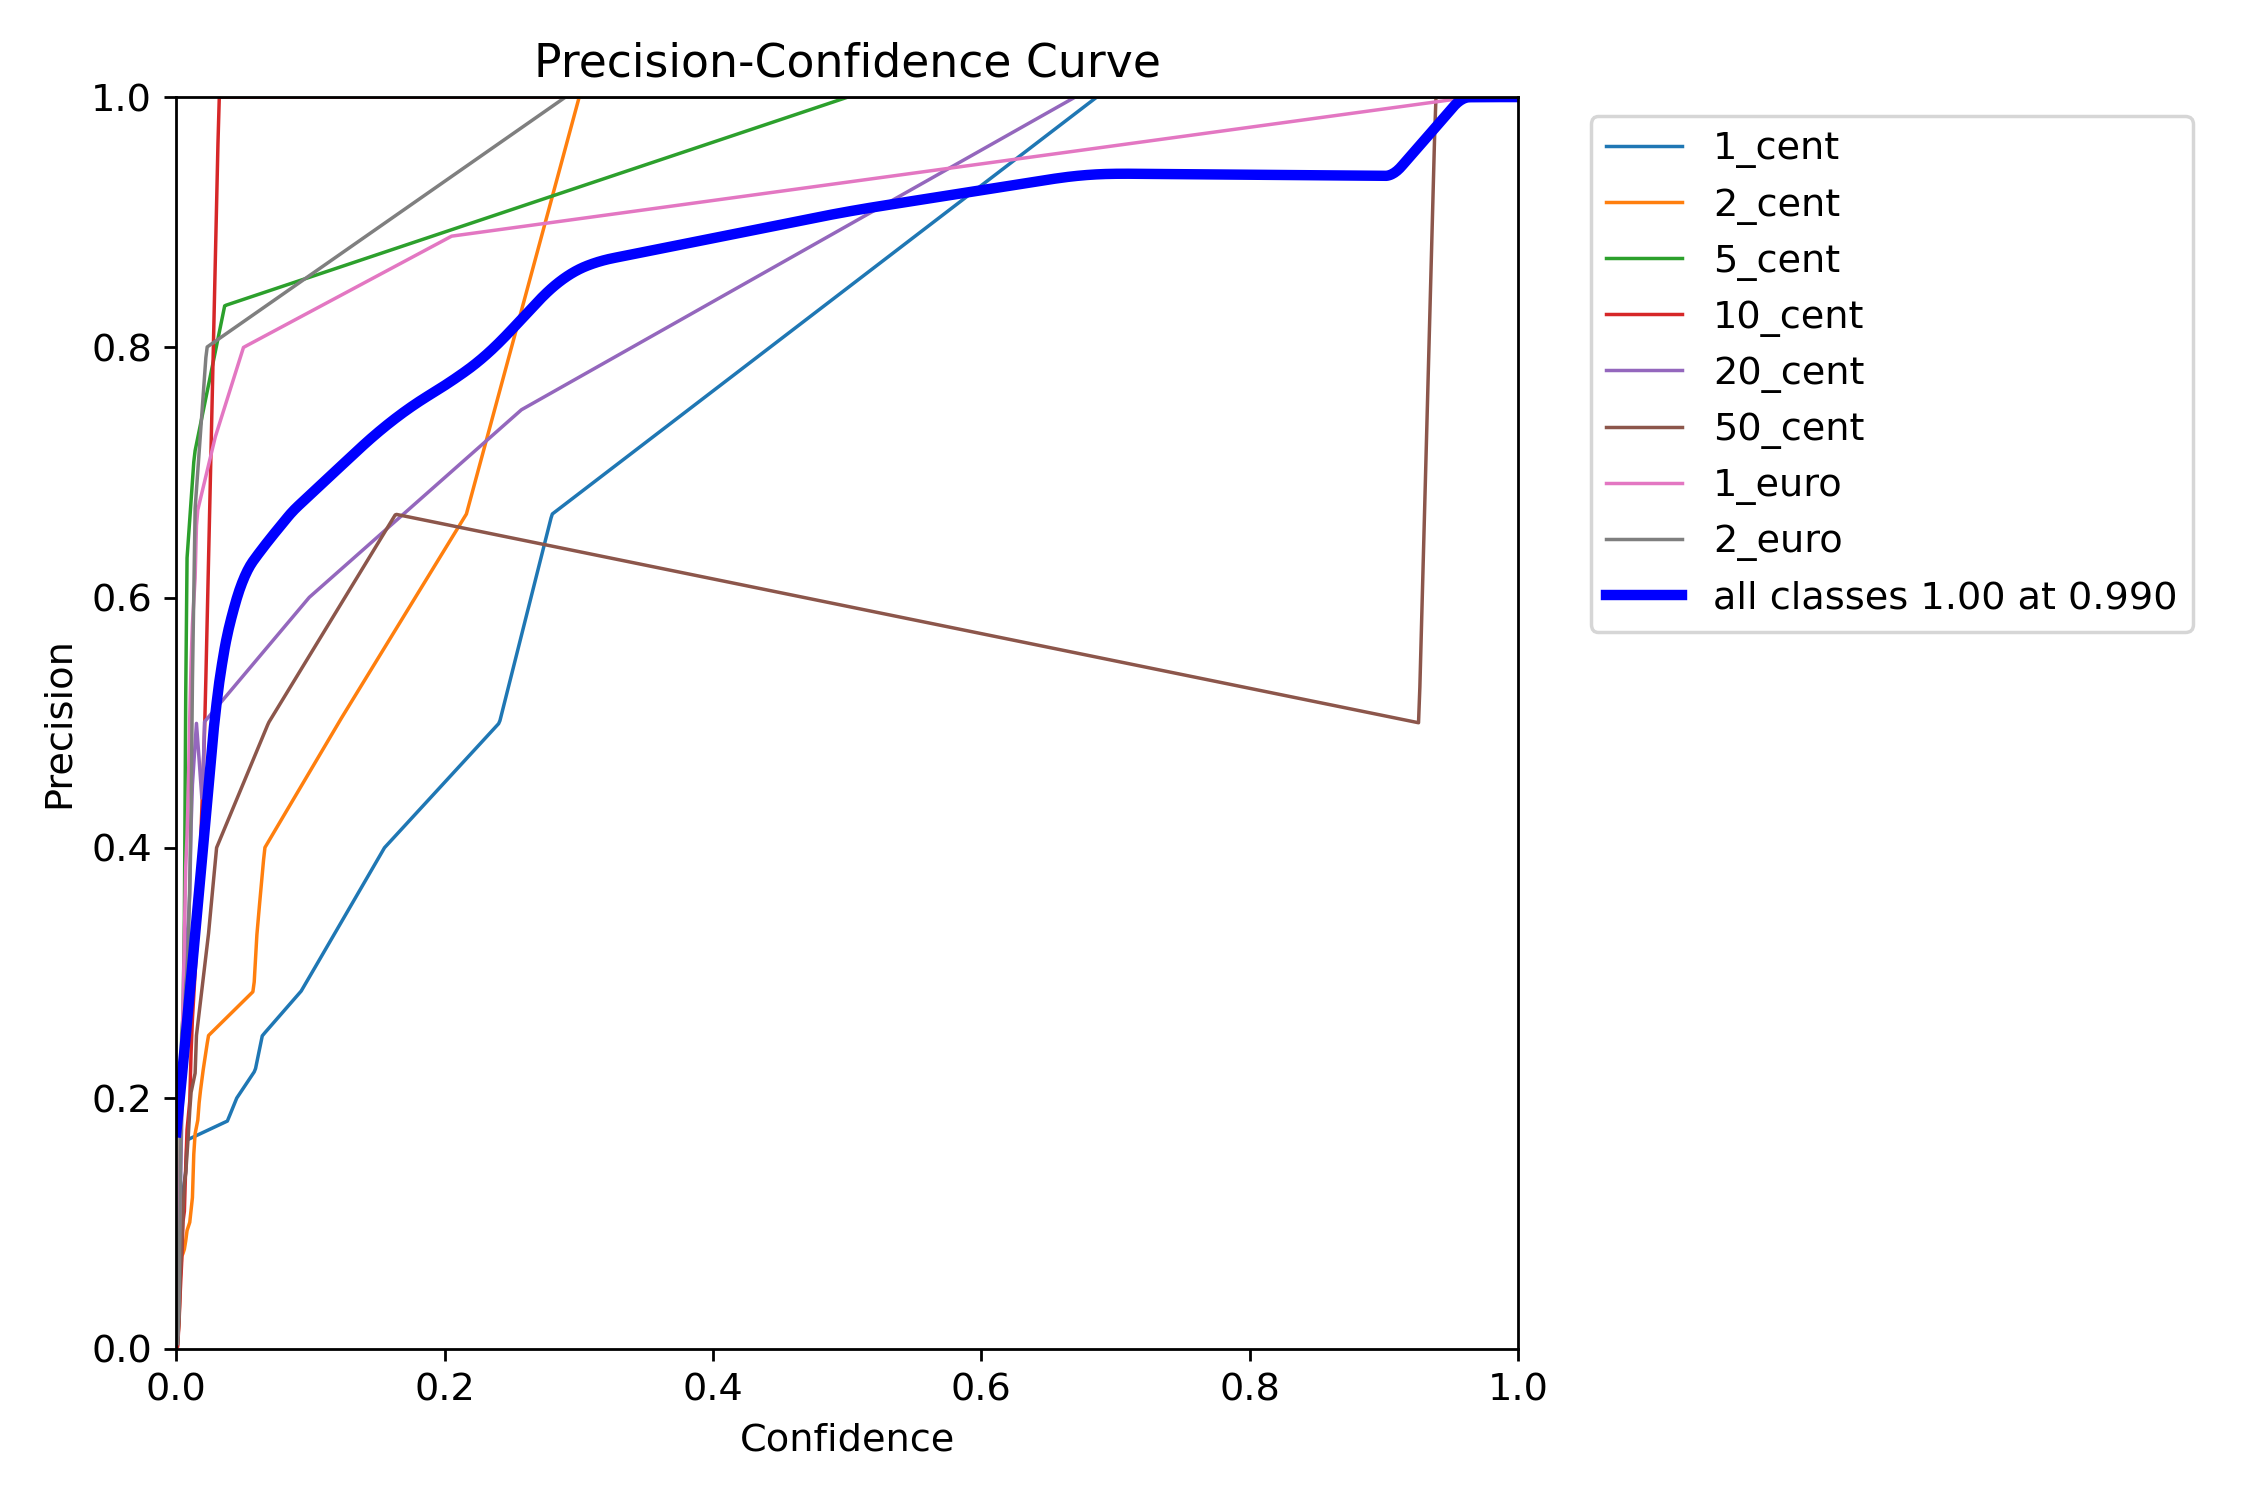 Precision-Confidence Curve
1.0
0.8
0.6
0.4
0.2
0.0
Precision
0.0 0.2 0.4 0.6 0.8 1.0
Confidence
1_cent
2_cent
5_cent
10_cent
20_cent
50_cent
1_euro
2_euro
all classes 1.00 at 0.990